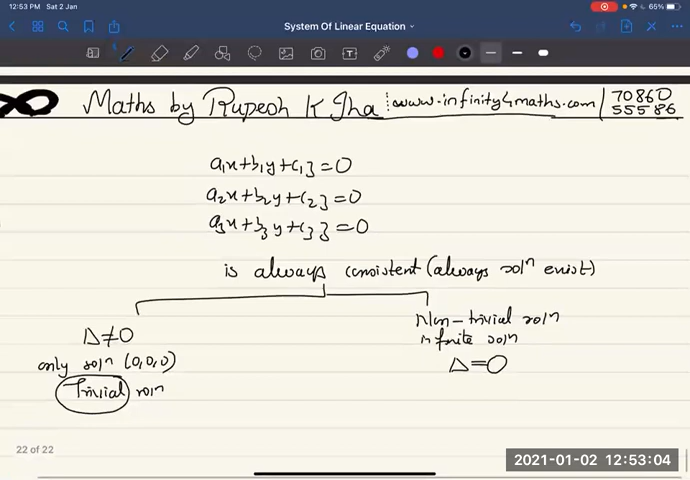 12:53 PM Sat 2 Jan
65%
System Of Linear Equation
Maths by Rupesh K Jha
www.infinity4maths.com
70860
55586
a₁x+b₁y+c₁z=0
a₂x+b₂y+c₂z=0
a₃x+b₃y+c₃z=0
is always consistent (always solⁿ exist)
Δ≠0
only solⁿ (0,0,0)
Trivial solⁿ
Non-trivial solⁿ
infinite solⁿ
Δ=0
22 of 22
2021-01-02 12:53:04